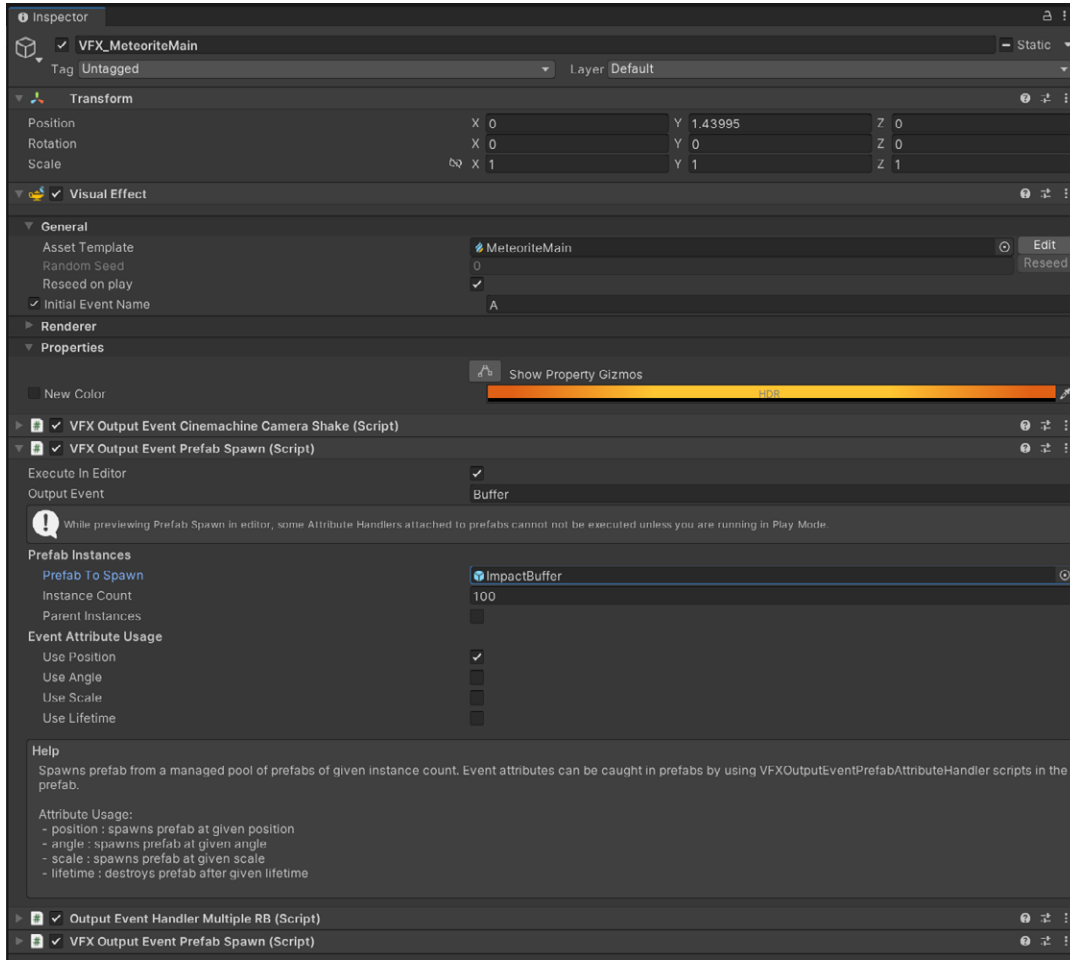 Inspector
VFX_MeteoriteMain Static
Tag Untagged Layer Default
Transform
Position X 0 Y 1.43995 Z 0
Rotation X 0 Y 0 Z 0
Scale X 1 Y 1 Z 1
Visual Effect
General
Asset Template MeteoriteMain Edit
Random Seed 0 Reseed
Reseed on play
Initial Event Name A
Renderer
Properties
Show Property Gizmos
New Color HDR
VFX Output Event Cinemachine Camera Shake (Script)
VFX Output Event Prefab Spawn (Script)
Execute In Editor
Output Event Buffer
While previewing Prefab Spawn in editor, some Attribute Handlers attached to prefabs cannot not be executed unless you are running in Play Mode.
Prefab Instances
Prefab To Spawn ImpactBuffer
Instance Count 100
Parent Instances
Event Attribute Usage
Use Position
Use Angle
Use Scale
Use Lifetime
Help
Spawns prefab from a managed pool of prefabs of given instance count. Event attributes can be caught in prefabs by using VFXOutputEventPrefabAttributeHandler scripts in the
prefab.
Attribute Usage:
- position : spawns prefab at given position
- angle : spawns prefab at given angle
- scale : spawns prefab at given scale
- lifetime : destroys prefab after given lifetime
Output Event Handler Multiple RB (Script)
VFX Output Event Prefab Spawn (Script)